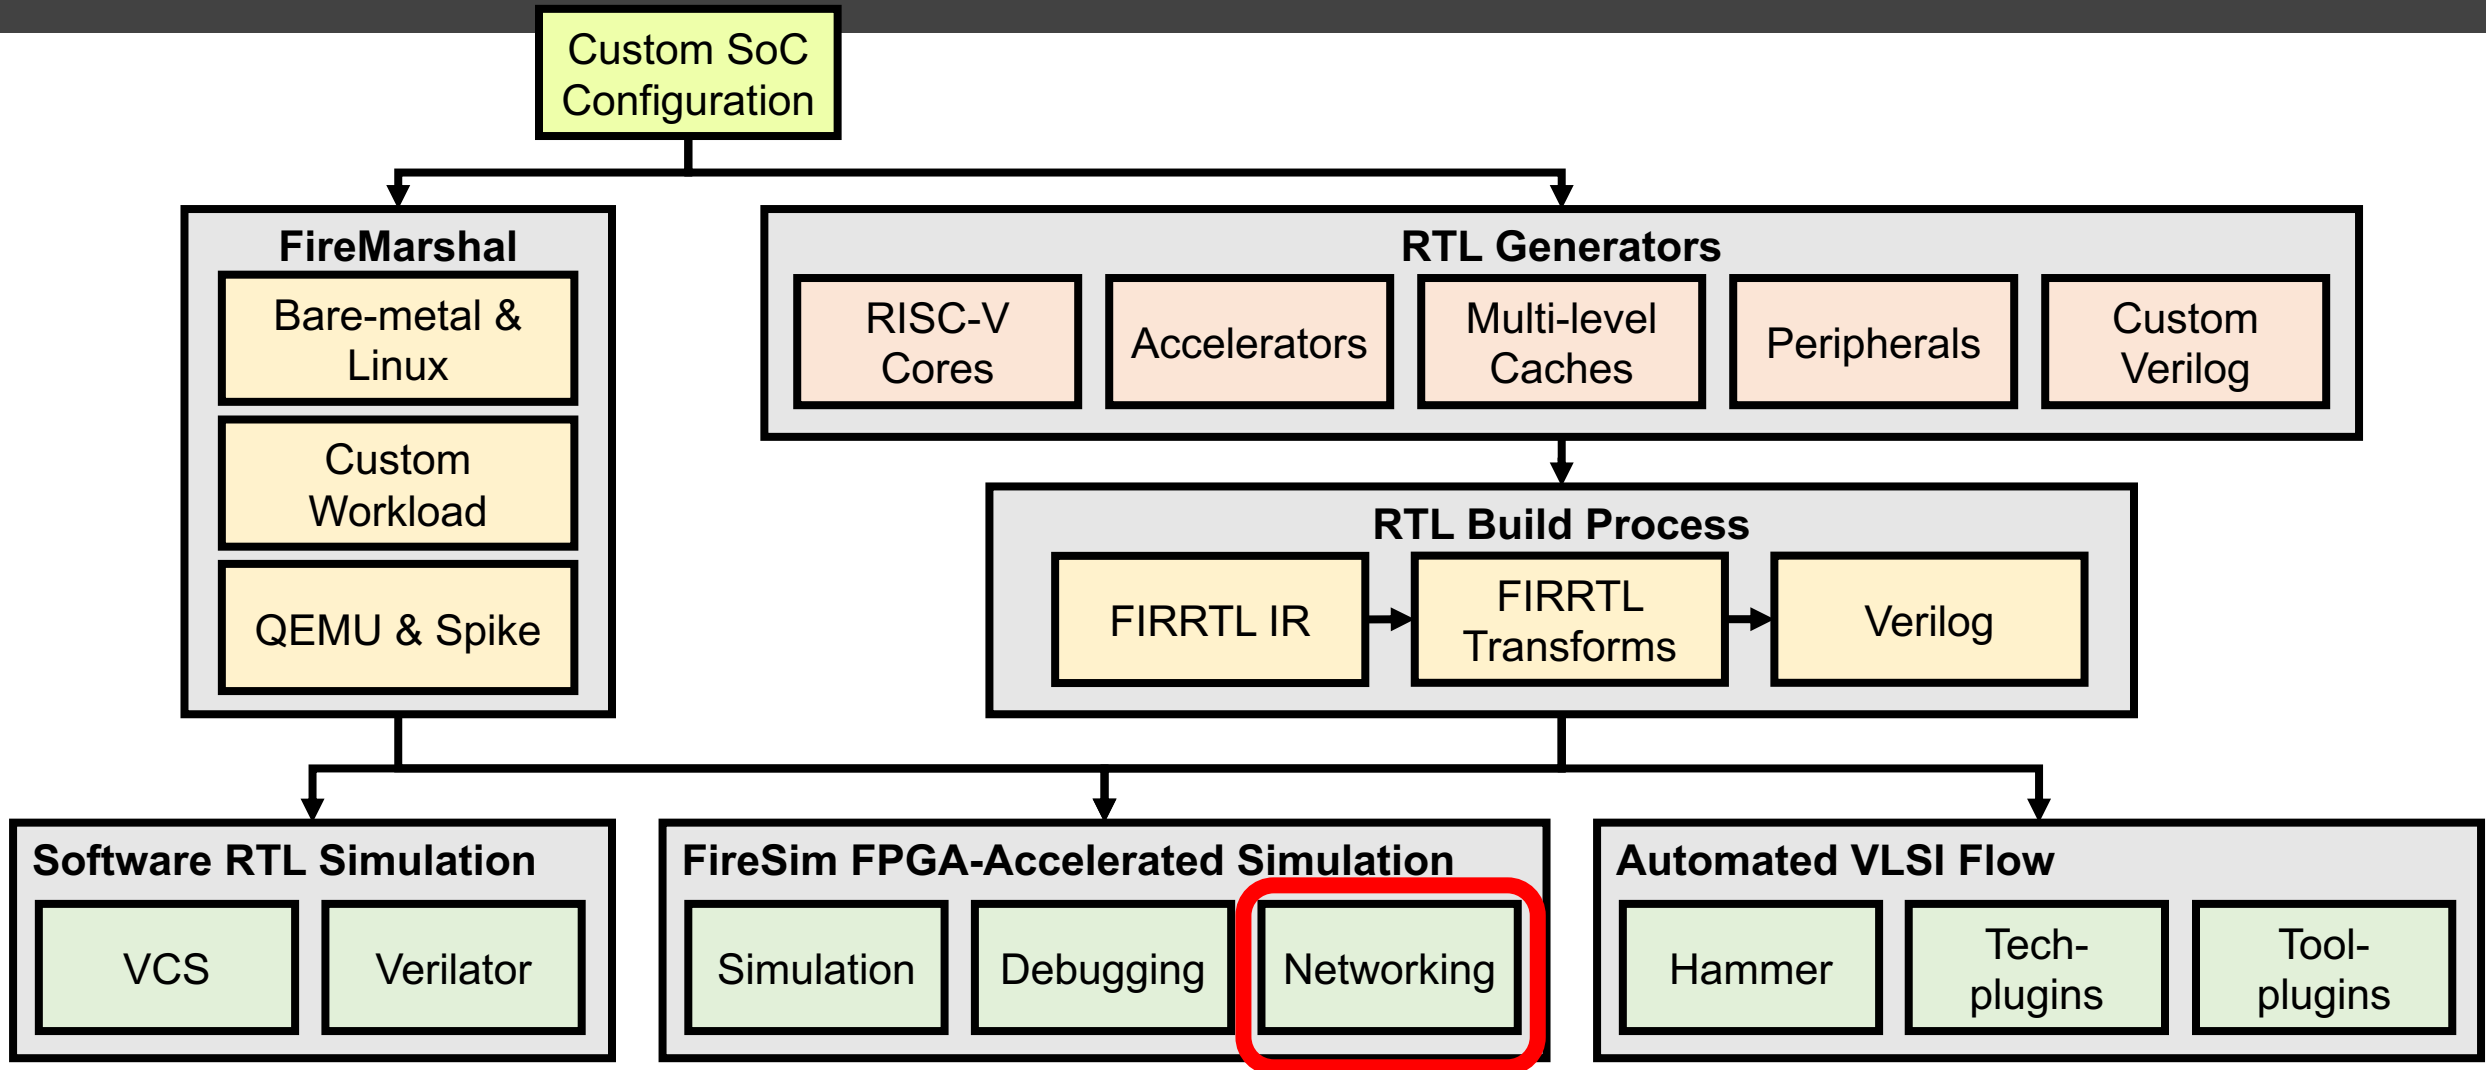 Custom SoC
Configuration
FireMarshal
Bare-metal &
Linux
Custom
Workload
QEMU & Spike
RTL Generators
RISC-V
Cores
Accelerators
Multi-level
Caches
Peripherals
Custom
Verilog
RTL Build Process
FIRRTL IR
FIRRTL
Transforms
Verilog
Software RTL Simulation
VCS
Verilator
FireSim FPGA-Accelerated Simulation
Simulation
Debugging
Networking
Automated VLSI Flow
Hammer
Tech-
plugins
Tool-
plugins